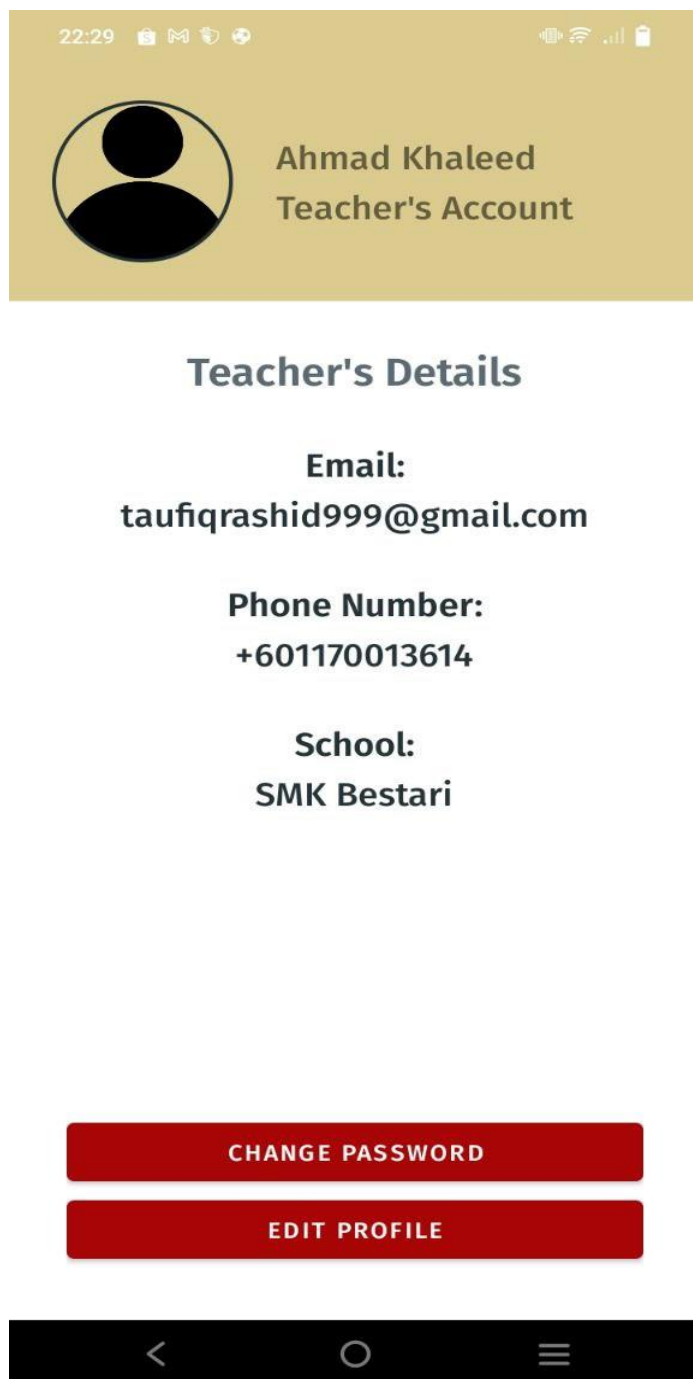 22:29
Ahmad Khaleed
Teacher's Account
Teacher's Details
Email:
taufiqrashid999@gmail.com
Phone Number:
+601170013614
School:
SMK Bestari
CHANGE PASSWORD
EDIT PROFILE